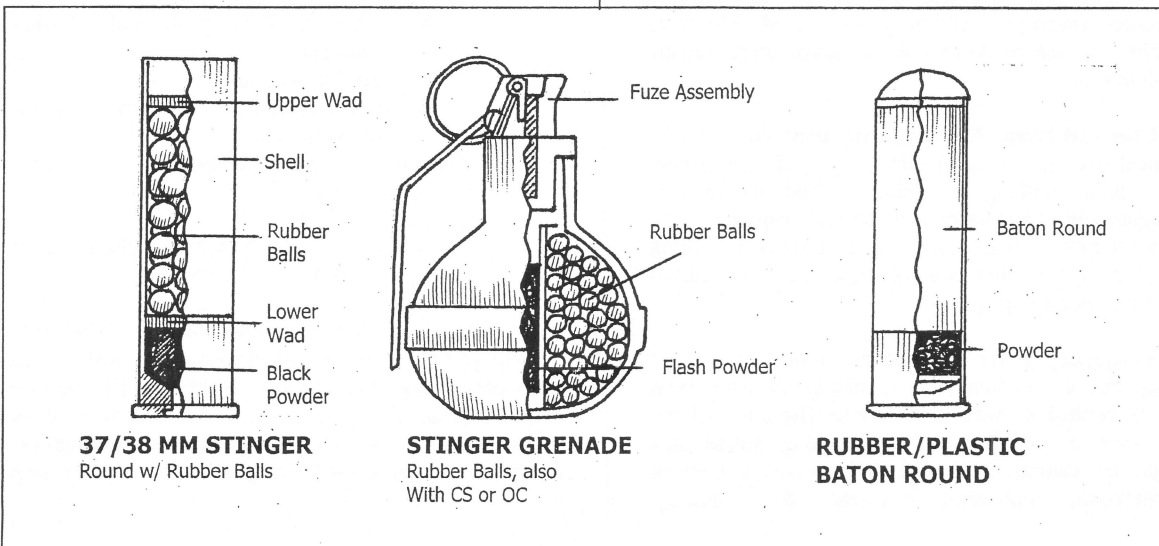 Upper Wad
Shell
Rubber
Balls
Lower
Wad
Black
Powder
37/38 MM STINGER
Round w/ Rubber Balls
Fuze Assembly
Rubber Balls
Flash Powder
STINGER GRENADE
Rubber Balls, also
With CS or OC
Baton Round
Powder
RUBBER/PLASTIC
BATON ROUND